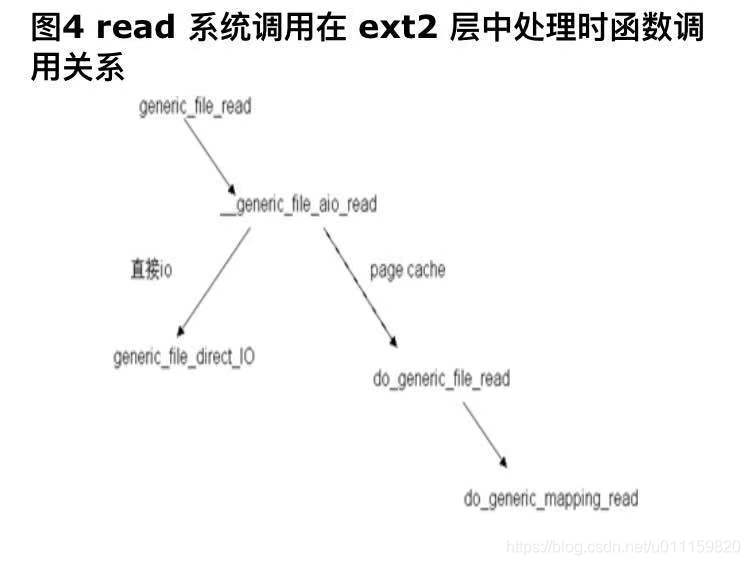 图4 read 系统调用在 ext2 层中处理时函数调
用关系
generic_file_read
__generic_file_aio_read
直接io
page cache
generic_file_direct_IO
do_generic_file_read
do_generic_mapping_read
https://blog.csdn.net/u011159820